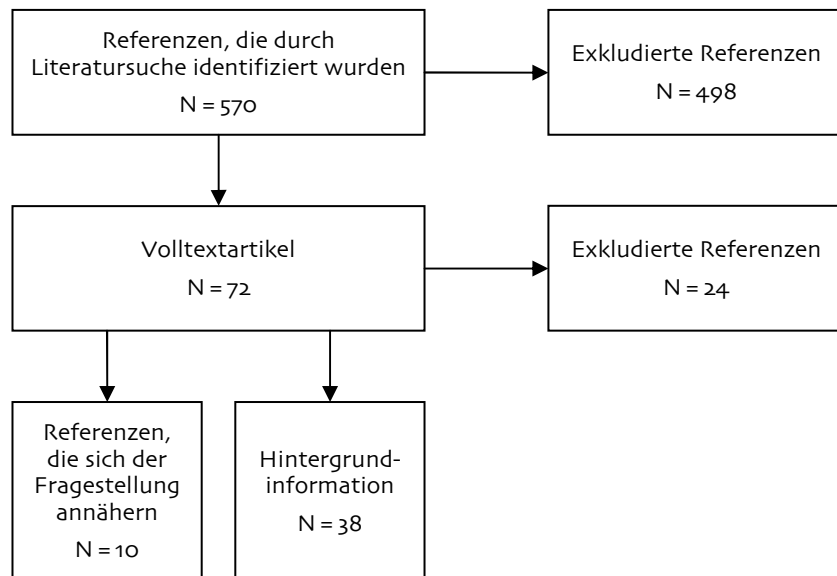 Referenzen, die durch
Literatursuche identifiziert wurden
N = 570
Exkludierte Referenzen
N = 498
Volltextartikel
N = 72
Exkludierte Referenzen
N = 24
Referenzen,
die sich der
Fragestellung
annähern
N = 10
Hintergrund-
information
N = 38